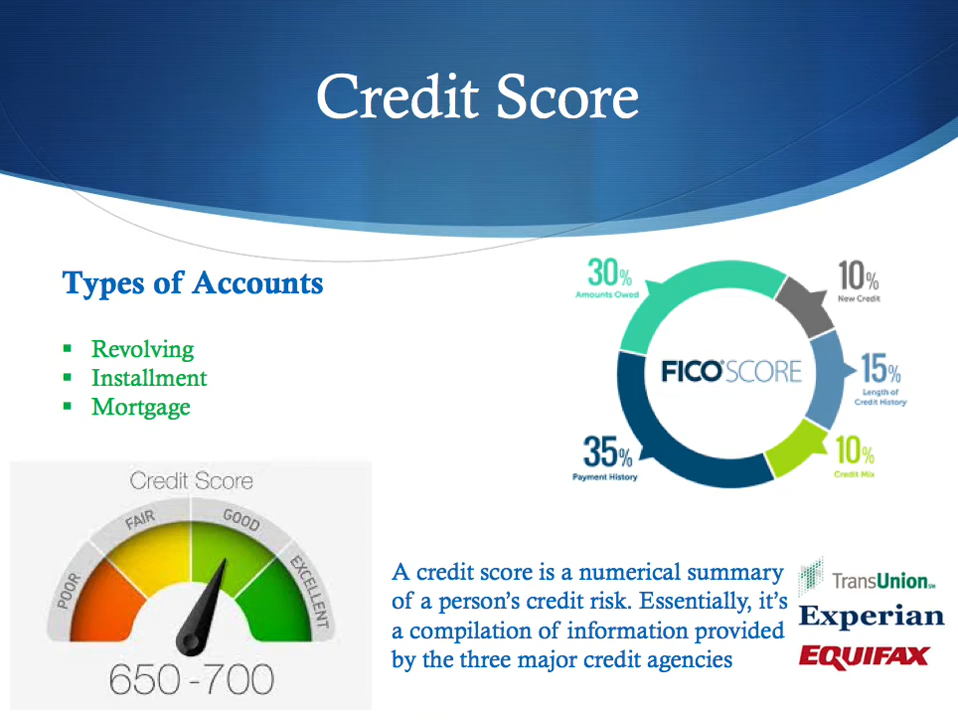 Credit Score
Types of Accounts
▪ Revolving
▪ Installment
▪ Mortgage
30%
Amounts Owed
10%
New Credit
FICO® SCORE
15%
Length of
Credit History
35%
Payment History
10%
Credit Mix
Credit Score
POOR
FAIR
GOOD
EXCELLENT
650 -700
A credit score is a numerical summary
of a person’s credit risk. Essentially, it’s
a compilation of information provided
by the three major credit agencies
TransUnion℠
Experian
EQUIFAX